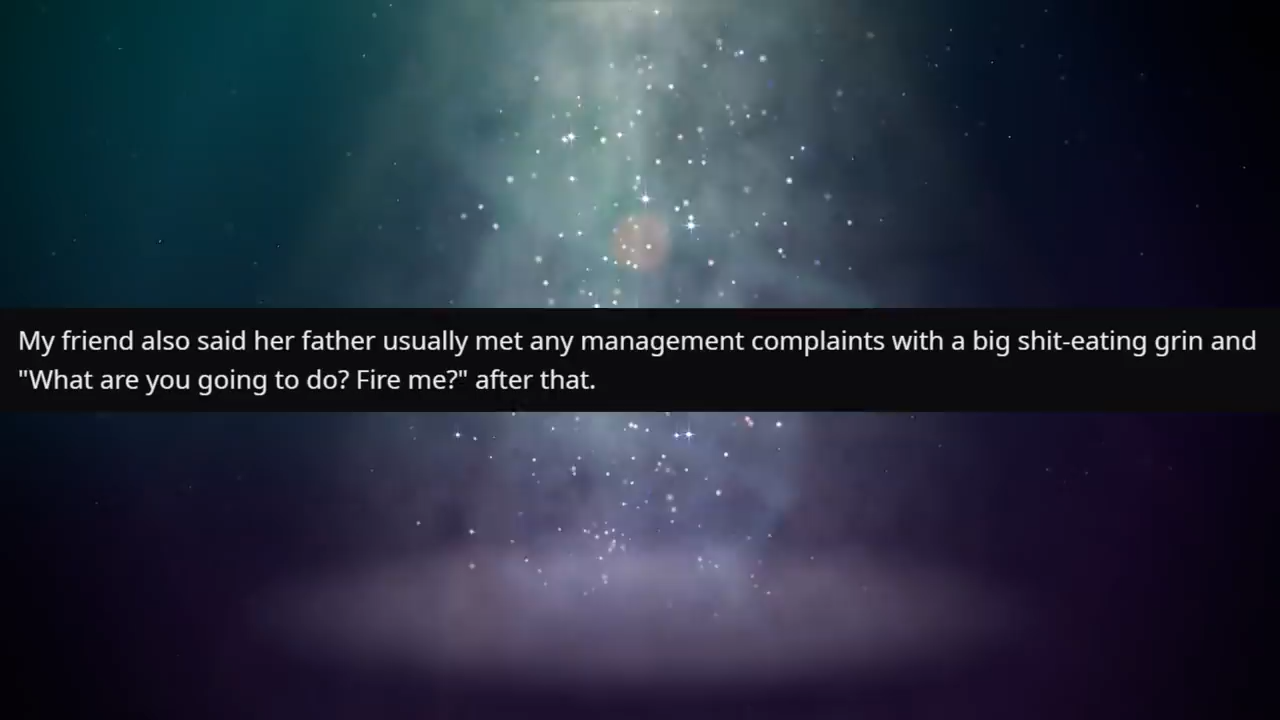 My friend also said her father usually met any management complaints with a big shit-eating grin and
"What are you going to do? Fire me?" after that.